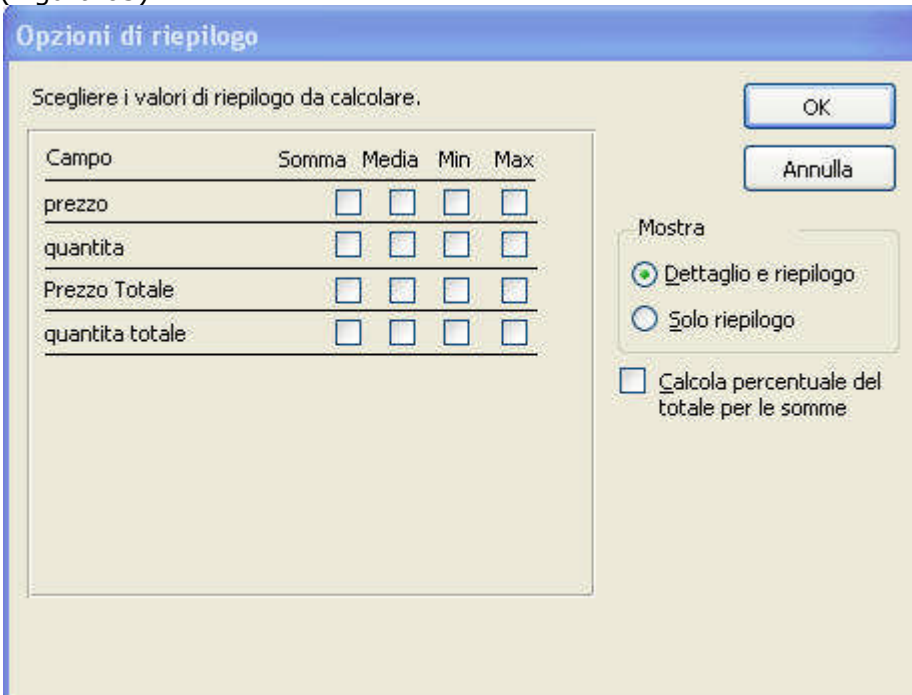 Opzioni di riepilogo
Scegliere i valori di riepilogo da calcolare.
OK
Annulla
Campo Somma Media Min Max
prezzo
quantita
Prezzo Totale
quantita totale
Mostra
Dettaglio e riepilogo
Solo riepilogo
Calcola percentuale del
totale per le somme